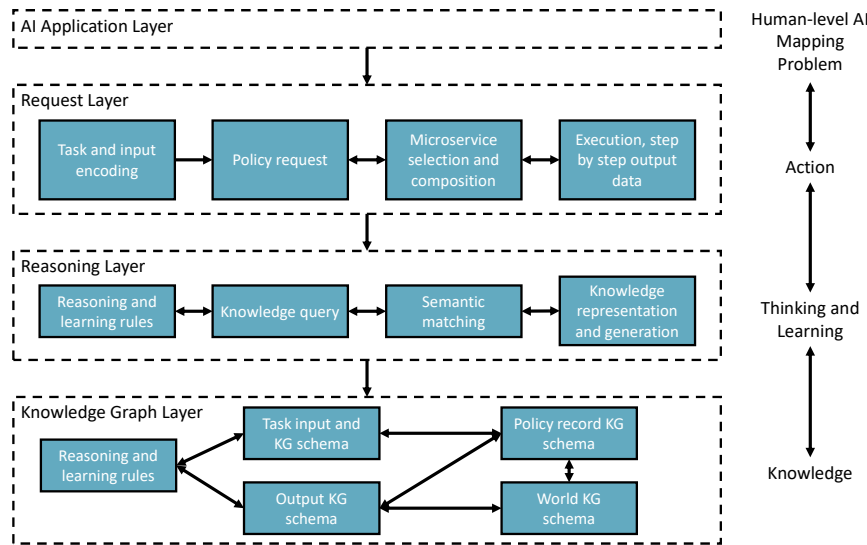 AI Application Layer
Human-level AI
Mapping
Problem
Request Layer
Task and input
encoding
Policy request
Microservice
selection and
composition
Execution, step
by step output
data
Action
Reasoning Layer
Reasoning and
learning rules
Knowledge query
Semantic
matching
Knowledge
representation
and generation
Thinking and
Learning
Knowledge Graph Layer
Reasoning and
learning rules
Task input and
KG schema
Policy record KG
schema
Output KG
schema
World KG
schema
Knowledge